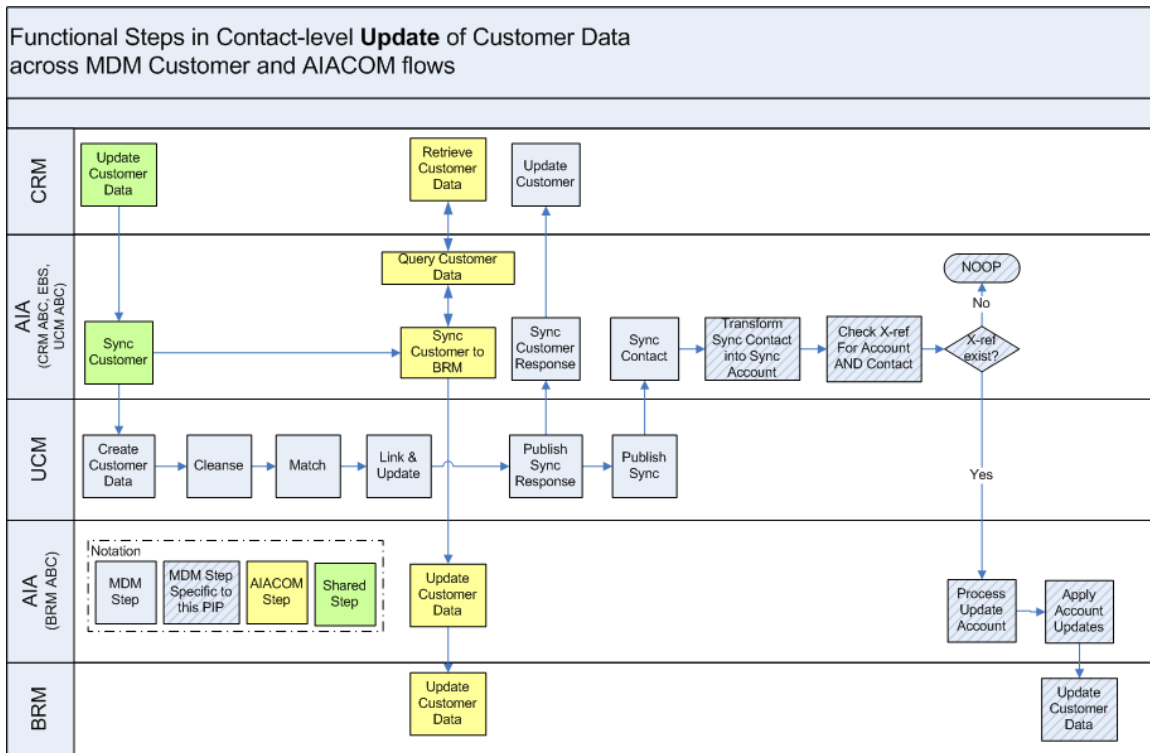 Functional Steps in Contact-level Update of Customer Data
across MDM Customer and AIACOM flows
CRM
Update
Customer
Data
Retrieve
Customer
Data
Update
Customer
AIA
(CRM ABC, EBS,
UCM ABC)
Query Customer
Data
NOOP
No
Sync
Customer
Sync
Customer to
BRM
Sync
Customer
Response
Sync
Contact
Transform
Sync Contact
into Sync
Account
Check X-ref
For Account
AND Contact
X-ref
exist?
UCM
Create
Customer
Data
Cleanse
Match
Link &
Update
Publish
Sync
Response
Publish
Sync
Yes
AIA
(BRM ABC)
Notation
MDM
Step
MDM Step
Specific to
this PIP
AIACOM
Step
Shared
Step
Update
Customer
Data
Process
Update
Account
Apply
Account
Updates
BRM
Update
Customer
Data
Update
Customer
Data